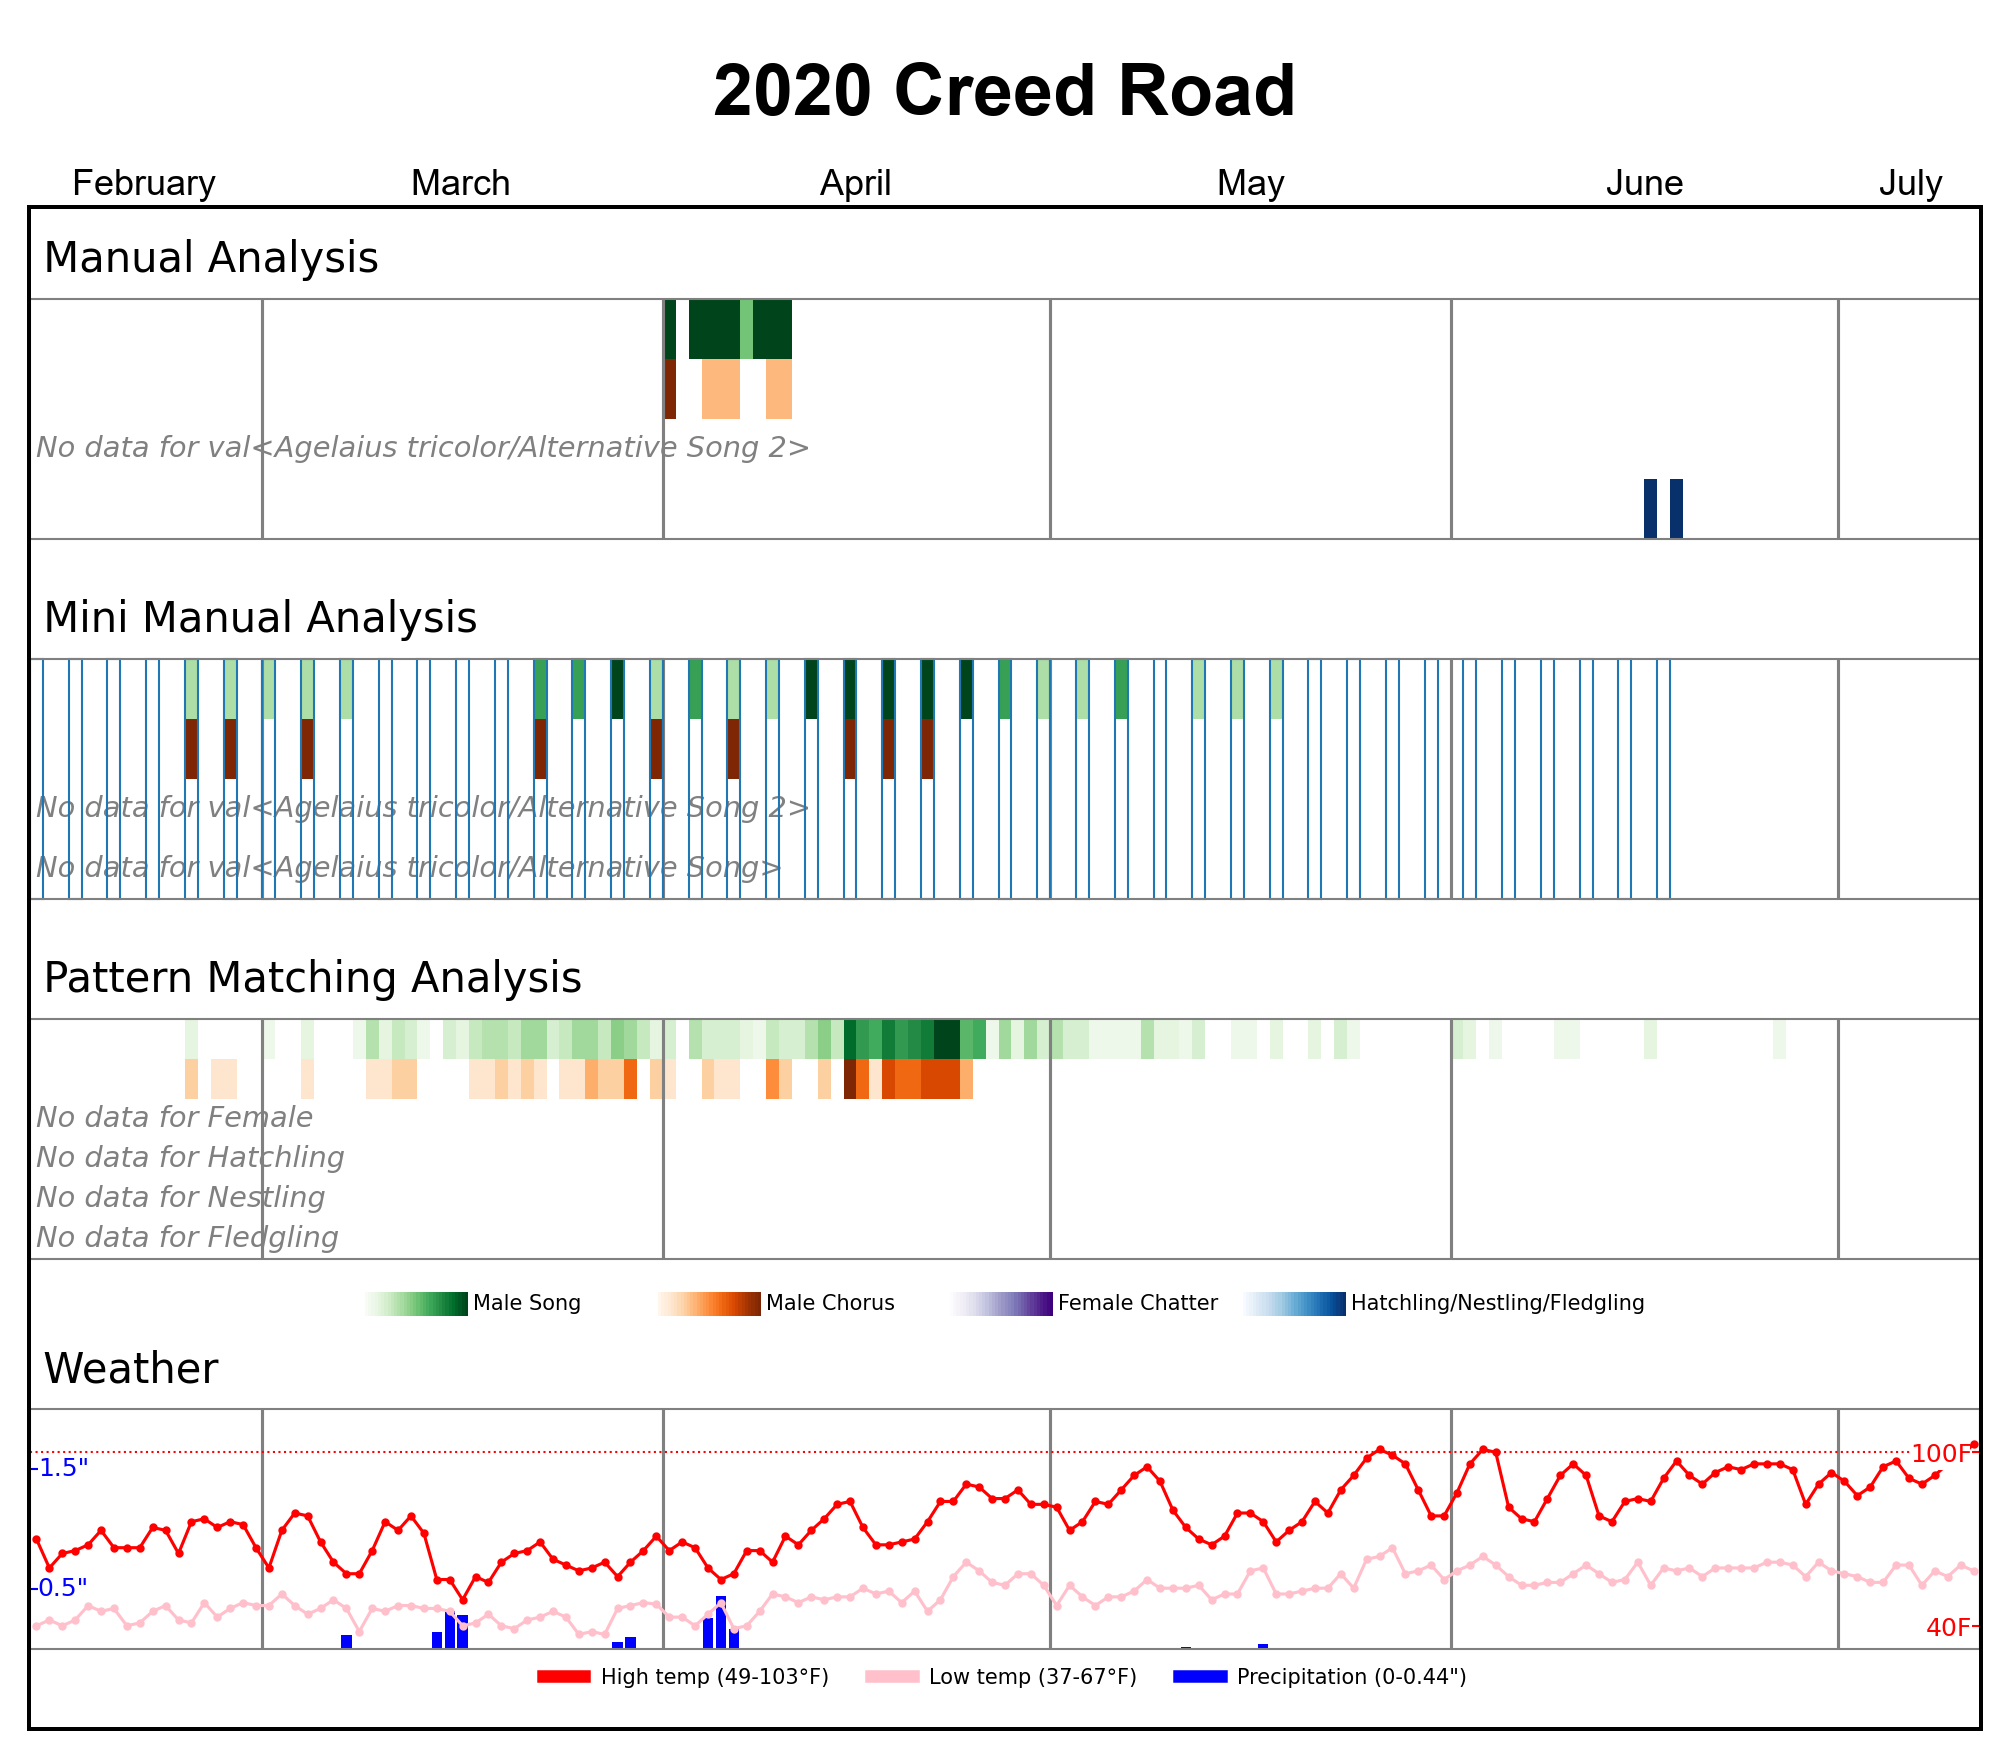 2020 Creed Road
February March April May June July
Manual Analysis
No data for val<Agelaius tricolor/Alternative Song 2>
Mini Manual Analysis
No data for val<Agelaius tricolor/Alternative Song 2>
No data for val<Agelaius tricolor/Alternative Song>
Pattern Matching Analysis
No data for Female
No data for Hatchling
No data for Nestling
No data for Fledgling
Male Song Male Chorus Female Chatter Hatchling/Nestling/Fledgling
Weather
1.5" 100F
0.5"
40F
High temp (49-103°F) Low temp (37-67°F) Precipitation (0-0.44")